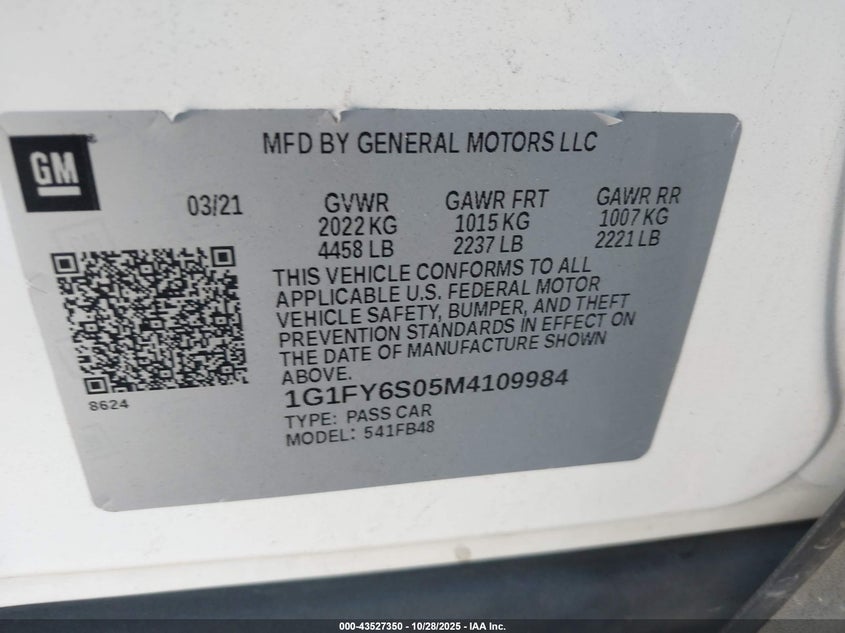 GM
MFD BY GENERAL MOTORS LLC
03/21
GVWR
2022 KG
4458 LB
GAWR FRT
1015 KG
2237 LB
GAWR RR
1007 KG
2221 LB
THIS VEHICLE CONFORMS TO ALL
APPLICABLE U.S. FEDERAL MOTOR
VEHICLE SAFETY, BUMPER, AND THEFT
PREVENTION STANDARDS IN EFFECT ON
THE DATE OF MANUFACTURE SHOWN
ABOVE.
8624
1G1FY6S05M4109984
TYPE: PASS CAR
MODEL: 541FB48
000-43527350 | 10/28/2025 - IAA Inc.